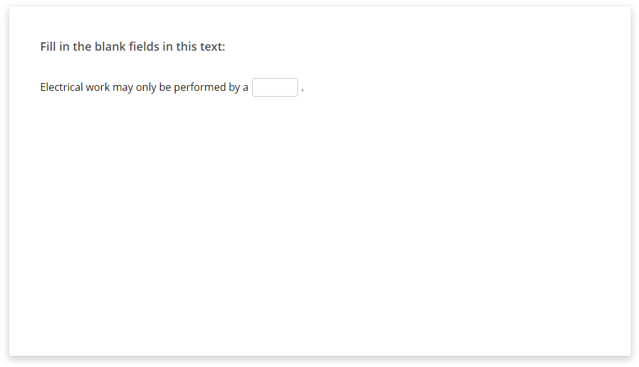 Fill in the blank fields in this text:
Electrical work may only be performed by a .